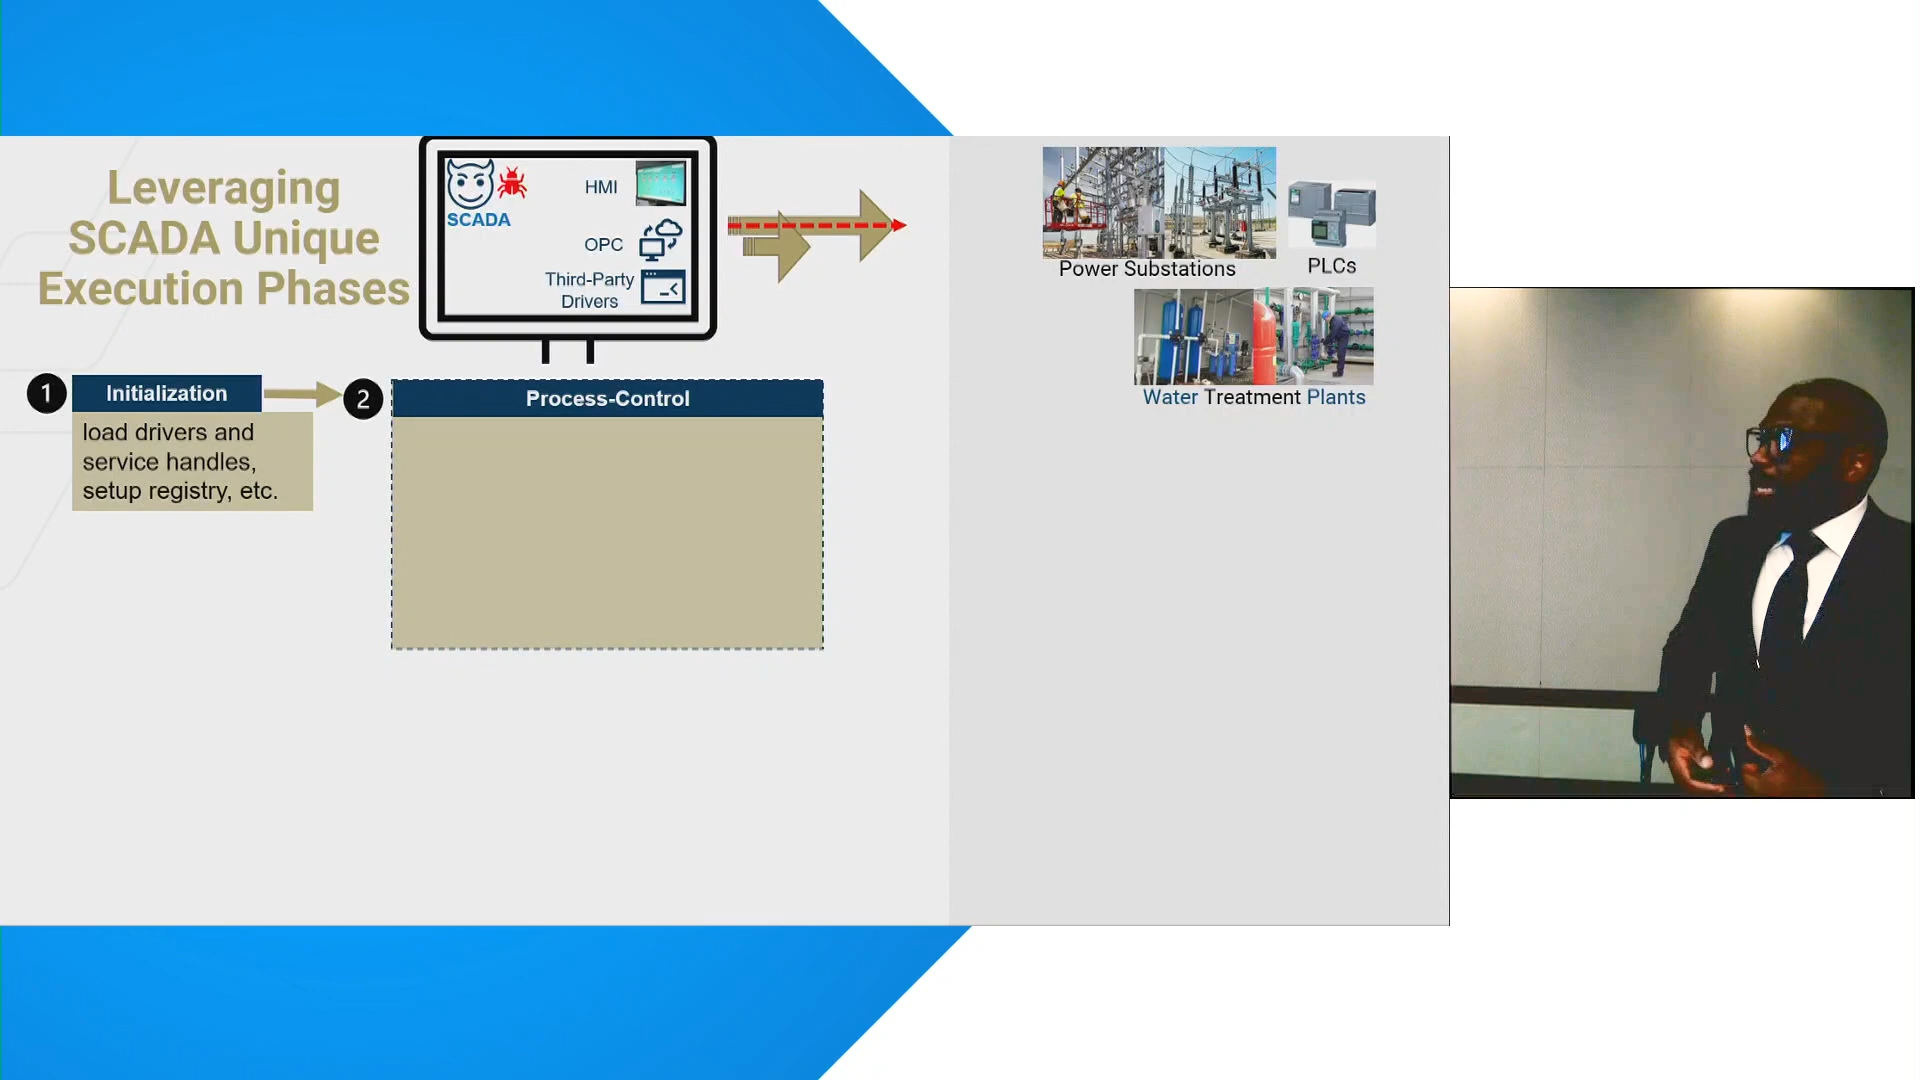 Leveraging
SCADA Unique
Execution Phases
SCADA
HMI
OPC
Third-Party
Drivers
Power Substations
PLCs
Water Treatment Plants
1
Initialization
load drivers and
service handles,
setup registry, etc.
2
Process-Control